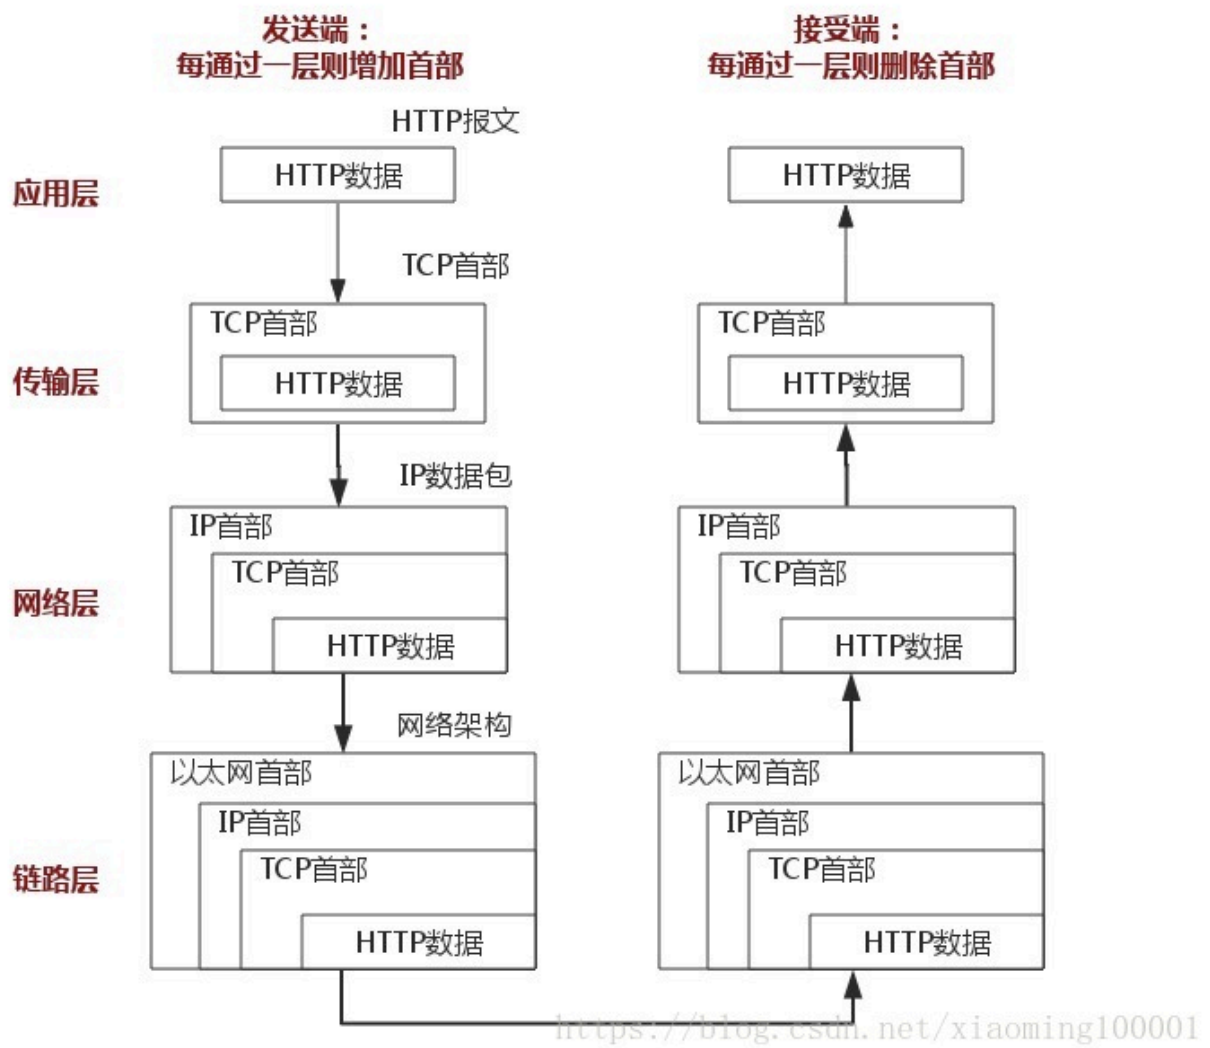 发送端：
每通过一层则增加首部
接受端：
每通过一层则删除首部
HTTP报文
应用层
HTTP数据
HTTP数据
TCP首部
TCP首部
TCP首部
传输层
HTTP数据
HTTP数据
IP数据包
IP首部
IP首部
TCP首部
TCP首部
网络层
HTTP数据
HTTP数据
网络架构
以太网首部
以太网首部
IP首部
IP首部
TCP首部
TCP首部
链路层
HTTP数据
HTTP数据
https://blog.csdn.net/xiaoming100001